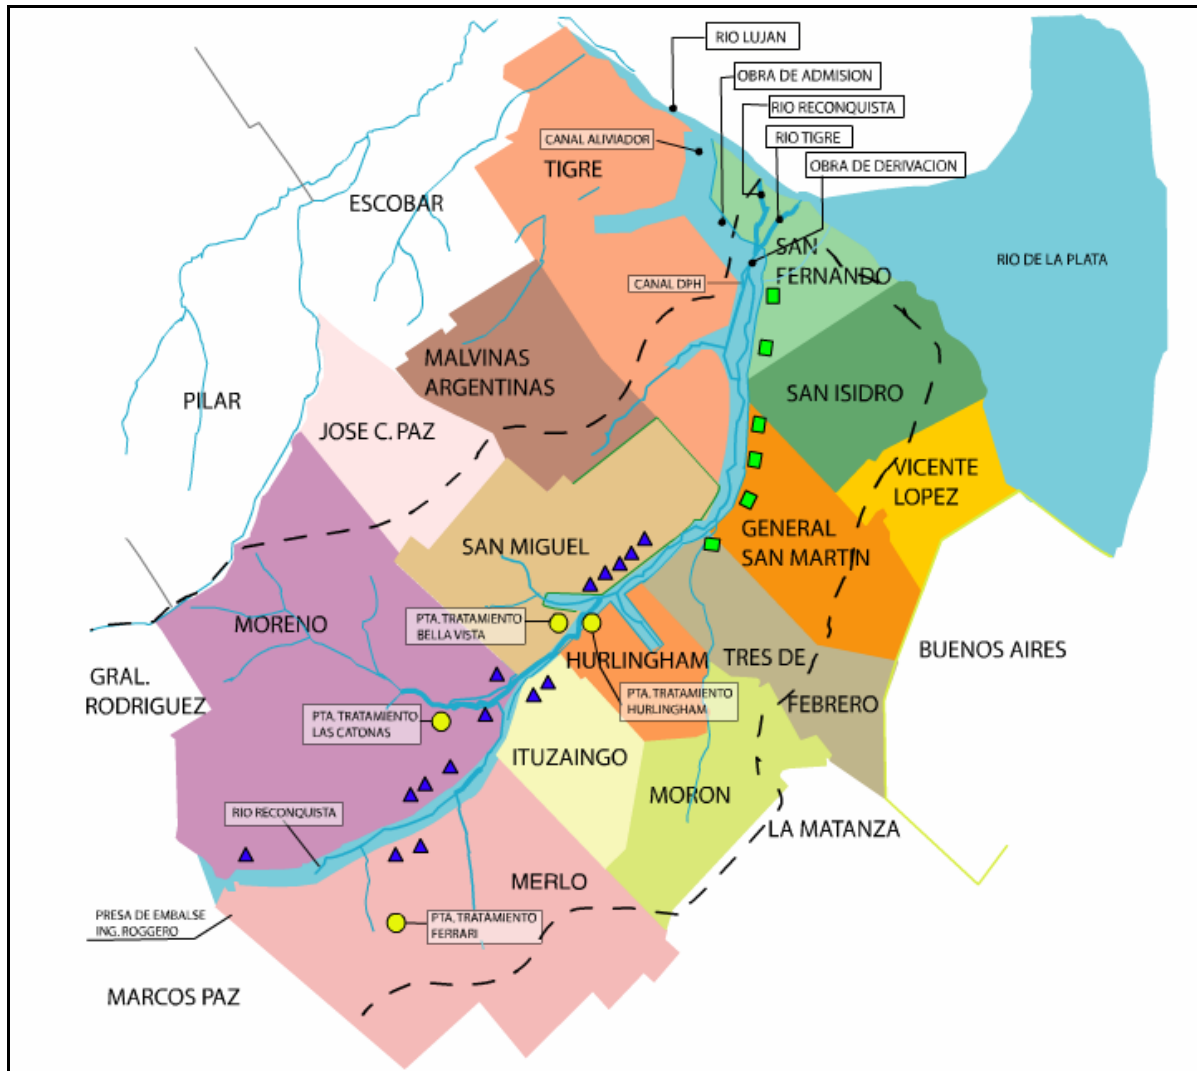 RIO LUJAN
OBRA DE ADMISION
RIO RECONQUISTA
RIO TIGRE
OBRA DE DERIVACION
CANAL ALIVIADOR
TIGRE
ESCOBAR
SAN
FERNANDO
RIO DE LA PLATA
CANAL DPH
MALVINAS
ARGENTINAS
SAN ISIDRO
PILAR
JOSE C. PAZ
VICENTE
LOPEZ
GENERAL
SAN MARTIN
SAN MIGUEL
MORENO
PTA. TRATAMIENTO
BELLA VISTA
HURLINGHAM
TRES DE
FEBRERO
BUENOS AIRES
GRAL.
RODRIGUEZ
PTA. TRATAMIENTO
HURLINGHAM
PTA. TRATAMIENTO
LAS CATONAS
ITUZAINGO
MORON
RIO RECONQUISTA
LA MATANZA
MERLO
PRESA DE EMBALSE
ING. ROGGERO
PTA. TRATAMIENTO
FERRARI
MARCOS PAZ